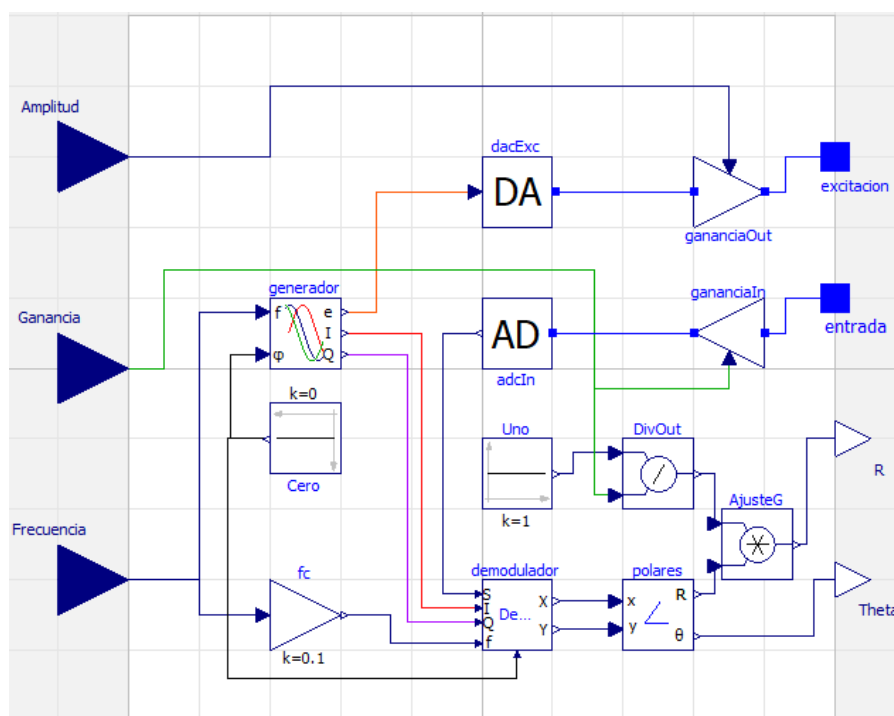 Amplitud
dacExc
DA
excitacion
gananciaOut
Ganancia
generador
f e
I
φ Q
gananciaIn
entrada
AD
adcIn
k=0
Cero
Uno
k=1
DivOut
/
AjusteG
R
Frecuencia
fc
k=0.1
demodulador
S
I
Q
f
De...
X
Y
polares
x R
y θ
Theta